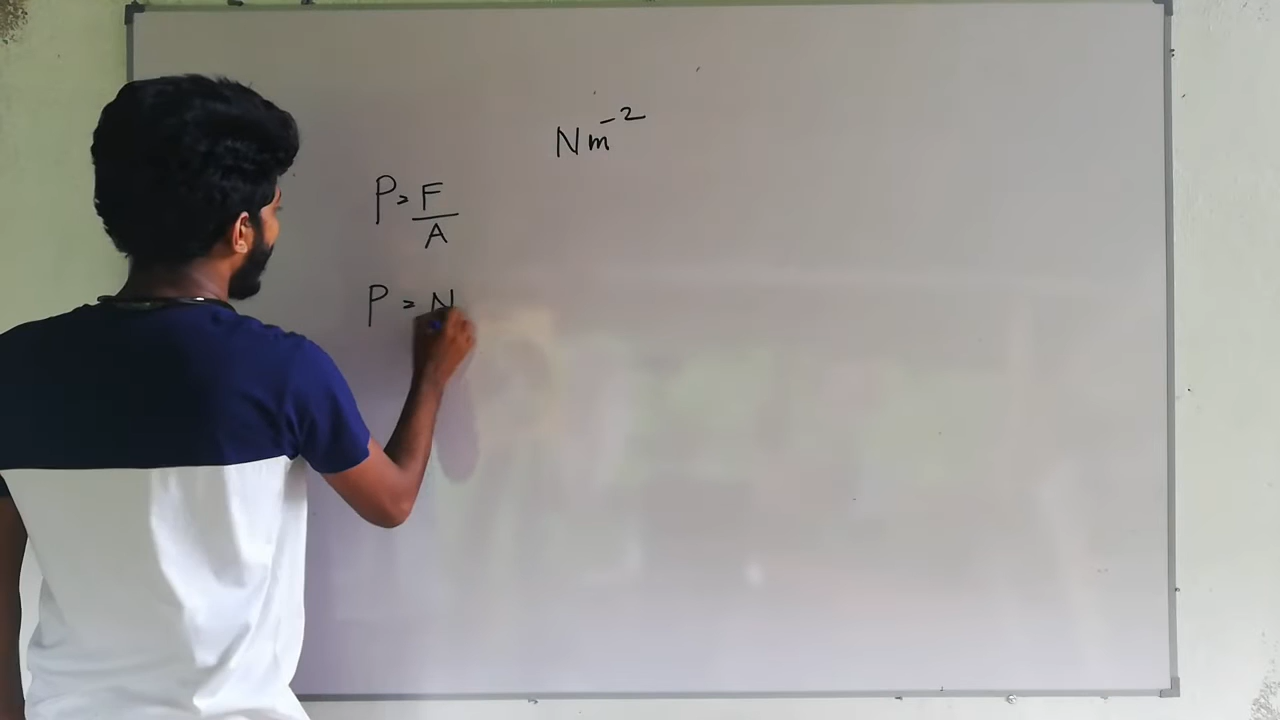 Nm⁻²
P = F/A
P = N